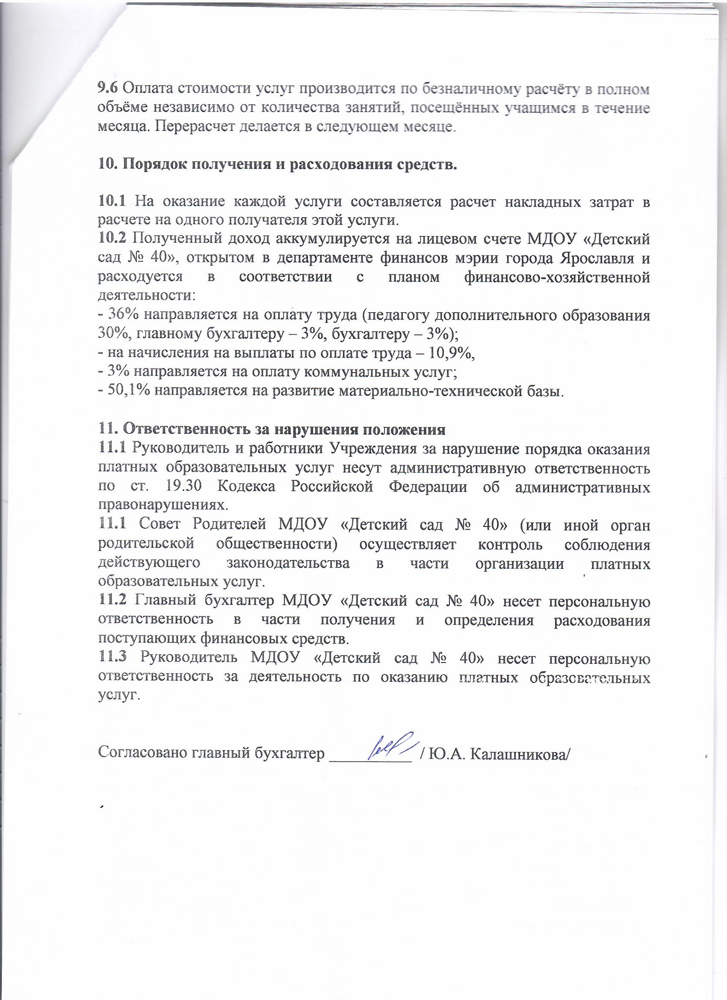 9.6 Оплата стоимости услуг производится по безналичному расчёту в полном
объёме независимо от количества занятий, посещённых учащимся в течение
месяца. Перерасчет делается в следующем месяце.
10. Порядок получения и расходования средств.
10.1 На оказание каждой услуги составляется расчет накладных затрат в
расчете на одного получателя этой услуги.
10.2 Полученный доход аккумулируется на лицевом счете МДОУ «Детский
сад № 40», открытом в департаменте финансов мэрии города Ярославля и
расходуется в соответствии с планом финансово-хозяйственной
деятельности:
- 36% направляется на оплату труда (педагогу дополнительного образования
30%, главному бухгалтеру – 3%, бухгалтеру – 3%);
- на начисления на выплаты по оплате труда – 10,9%,
- 3% направляется на оплату коммунальных услуг;
- 50,1% направляется на развитие материально-технической базы.
11. Ответственность за нарушения положения
11.1 Руководитель и работники Учреждения за нарушение порядка оказания
платных образовательных услуг несут административную ответственность
по ст. 19.30 Кодекса Российской Федерации об административных
правонарушениях.
11.1 Совет Родителей МДОУ «Детский сад № 40» (или иной орган
родительской общественности) осуществляет контроль соблюдения
действующего законодательства в части организации платных
образовательных услуг.
11.2 Главный бухгалтер МДОУ «Детский сад № 40» несет персональную
ответственность в части получения и определения расходования
поступающих финансовых средств.
11.3 Руководитель МДОУ «Детский сад № 40» несет персональную
ответственность за деятельность по оказанию платных образовательных
услуг.
Согласовано главный бухгалтер __________ / Ю.А. Калашникова/